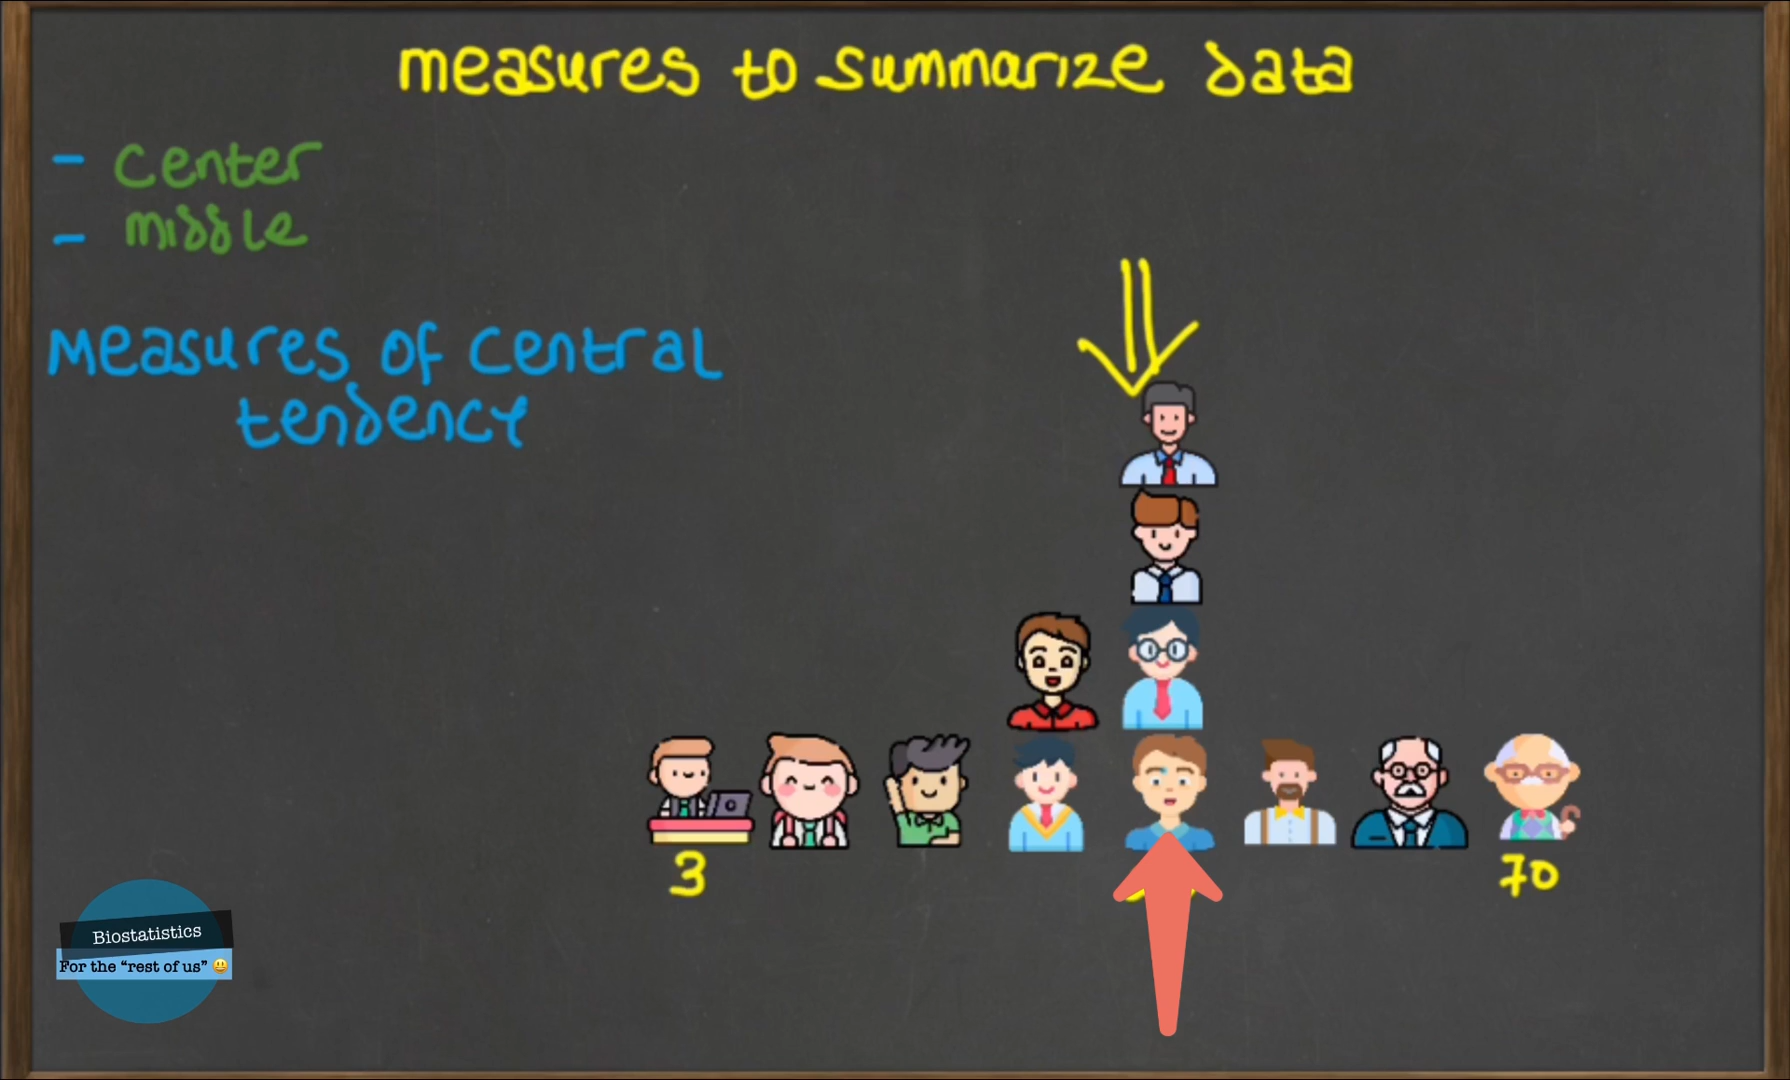 measures to summarize data
- center
- middle
Measures of central
tendency
3
70
Biostatistics
For the "rest of us" 😃